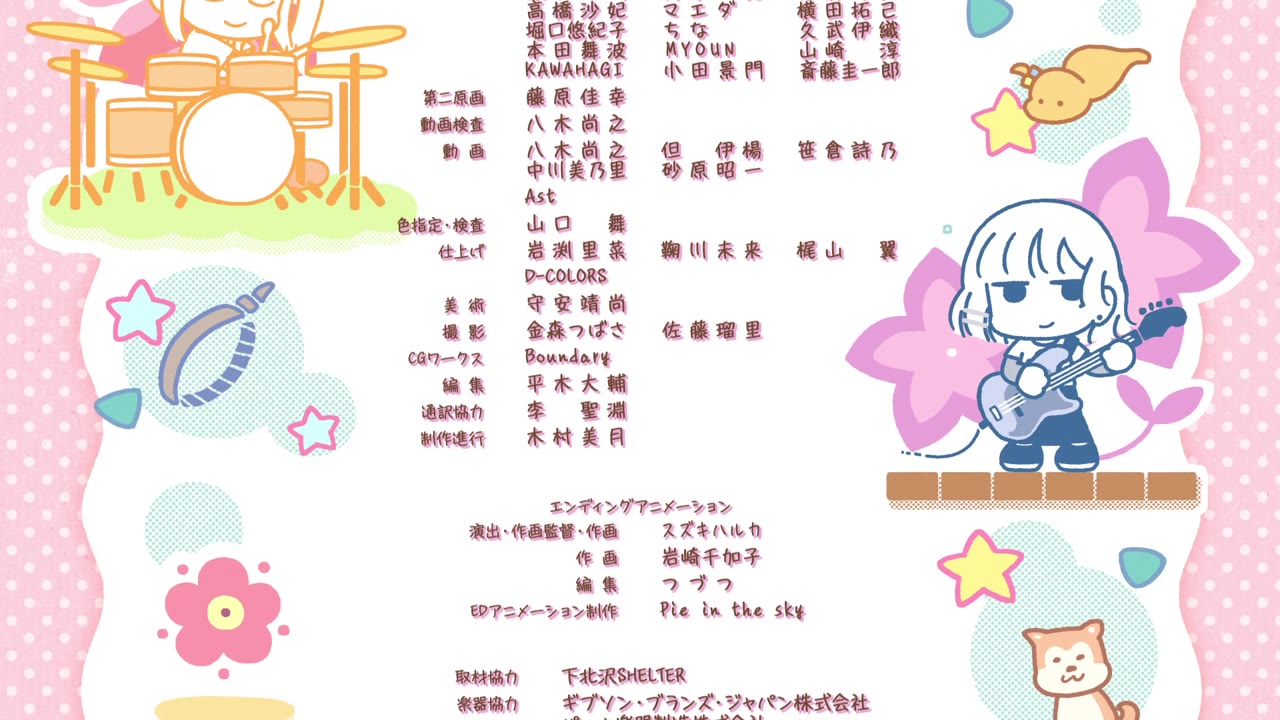 高橋沙妃 マエダ 横田拓己
堀口悠紀子 ちな 久武伊織
本田舞波 MYOUN 山崎 淳
KAWAHAGI 小田景門 斎藤圭一郎
第二原画 藤原佳幸
動画検査 八木尚之
動画 八木尚之 但 伊楊 笹倉詩乃
中川美乃里 砂原昭一
Ast
色指定・検査 山口 舞
仕上げ 岩渕里菜 鞠川未来 梶山 翼
D-COLORS
美術 守安靖尚
撮影 金森つばさ 佐藤瑠里
CGワークス Boundary
編集 平木大輔
通訳協力 李 聖淵
制作進行 木村美月
エンディングアニメーション
演出・作画監督・作画 スズキハルカ
作画 岩崎千加子
編集 つづつ
EDアニメーション制作 Pie in the sky
取材協力 下北沢SHELTER
楽器協力 ギブソン・ブランズ・ジャパン株式会社